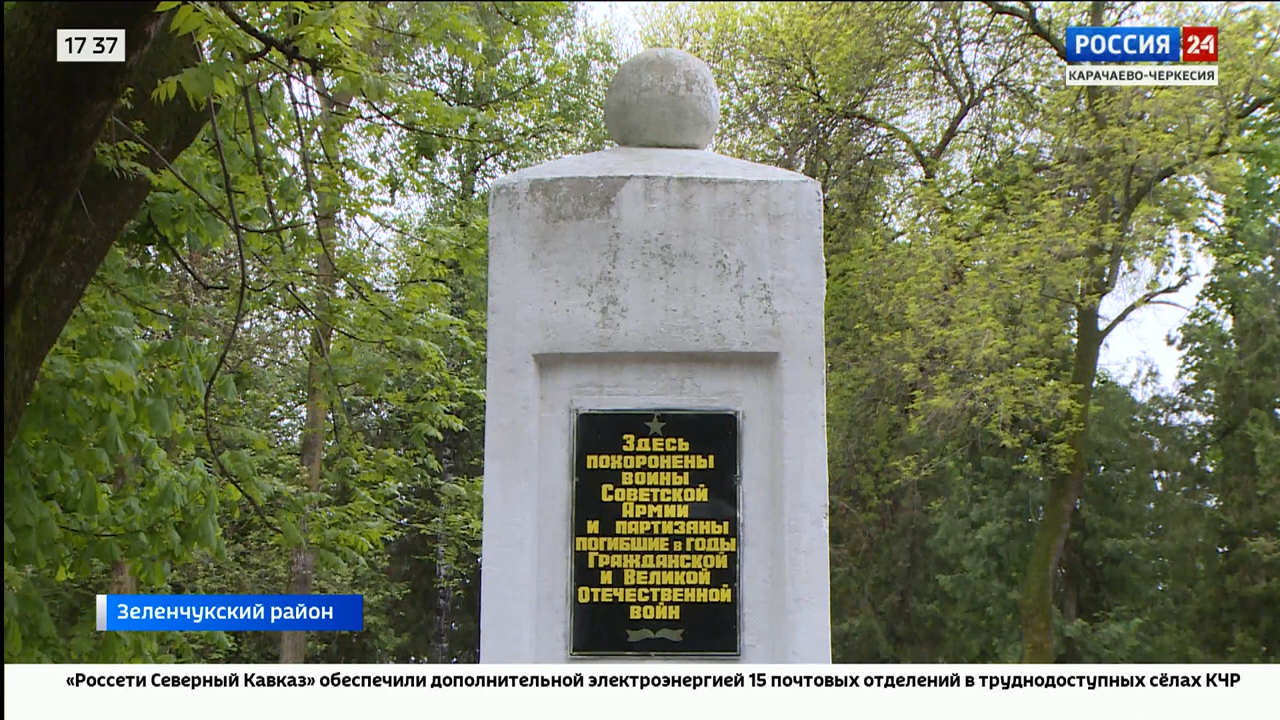 17 37
РОССИЯ 24
КАРАЧАЕВО-ЧЕРКЕСИЯ
Здесь
похоронены
воины
Советской
Армии
и партизяны
погибшие в годы
Гражданской
и Великой
Отечественной
войн
Зеленчукский район
«Россети Северный Кавказ» обеспечили дополнительной электроэнергией 15 почтовых отделений в труднодоступных сёлах КЧР